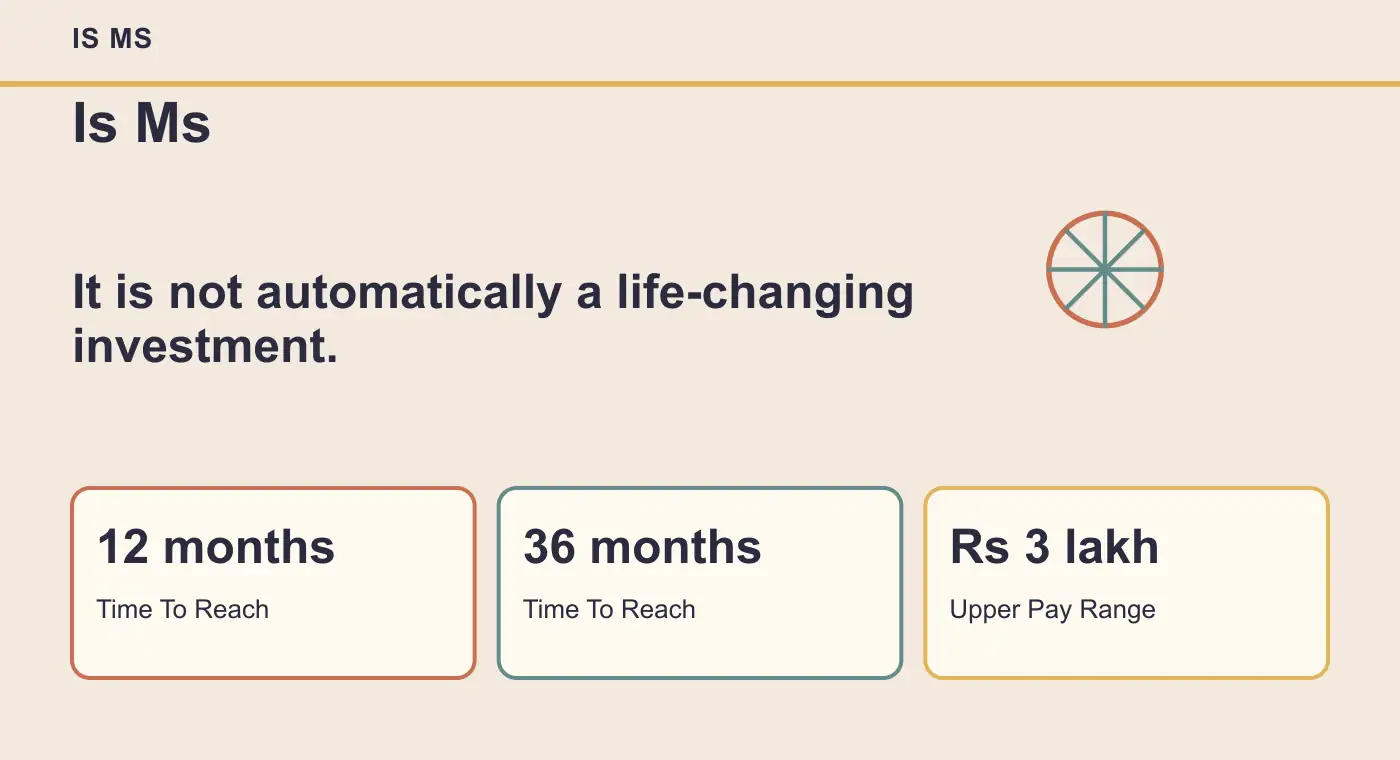 IS MS
Is Ms
It is not automatically a life-changing
investment.
12 months
Time To Reach
36 months
Time To Reach
Rs 3 lakh
Upper Pay Range